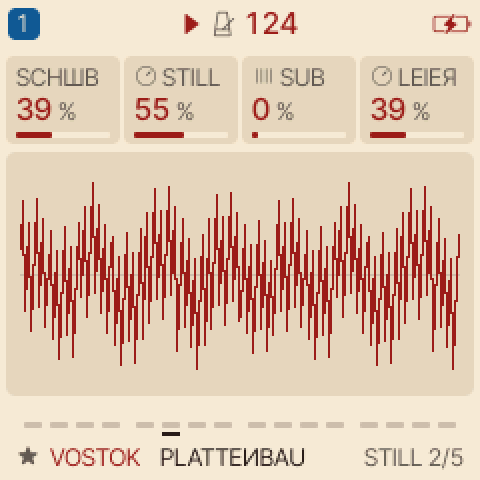 1 124
SCHШB STILL SUB LEIEЯ
39 % 55 % 0 % 39 %
VOSTOK PLATTEИBAU STILL 2/5